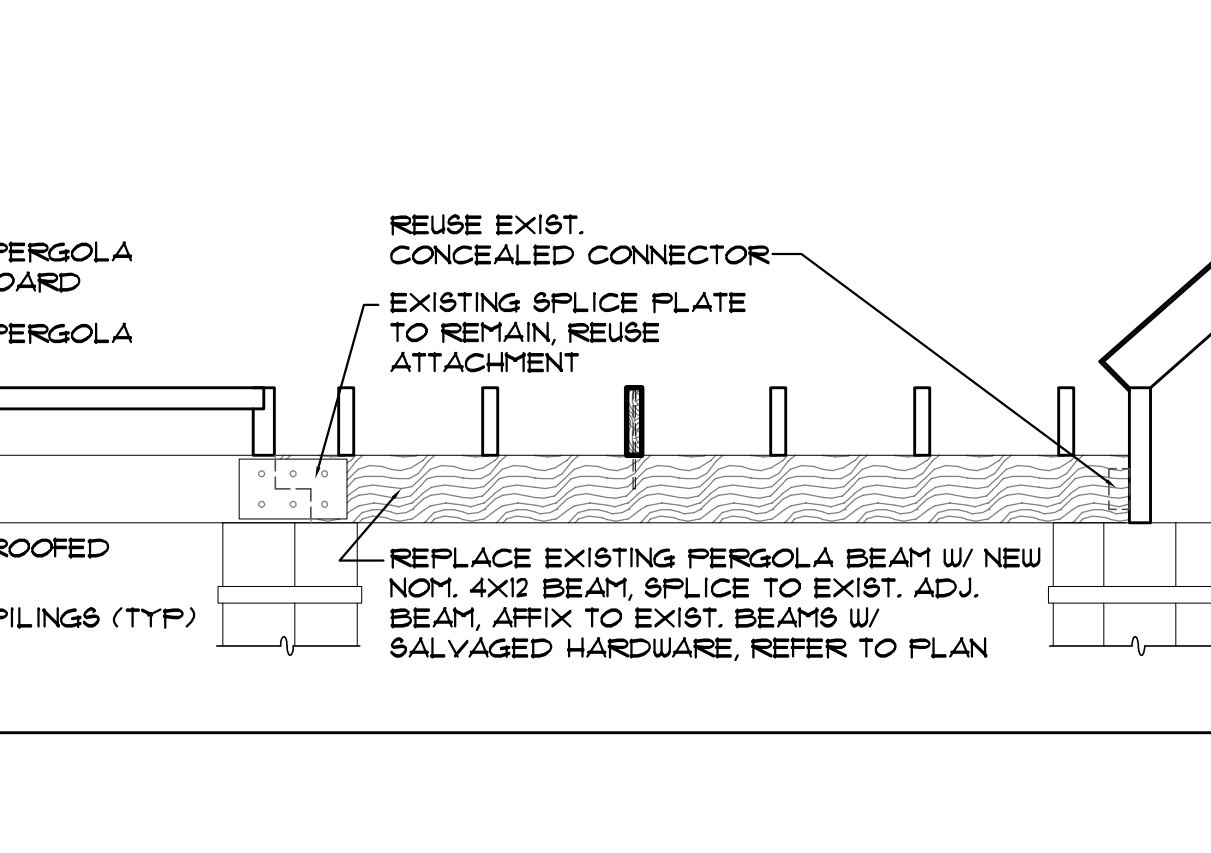 PERGOLA
OARD
PERGOLA
ROOFED
PILINGS (TYP)
REUSE EXIST.
CONCEALED CONNECTOR
EXISTING SPLICE PLATE
TO REMAIN, REUSE
ATTACHMENT
REPLACE EXISTING PERGOLA BEAM W/ NEW
NOM. 4X12 BEAM, SPLICE TO EXIST. ADJ.
BEAM, AFFIX TO EXIST. BEAMS W/
SALVAGED HARDWARE, REFER TO PLAN